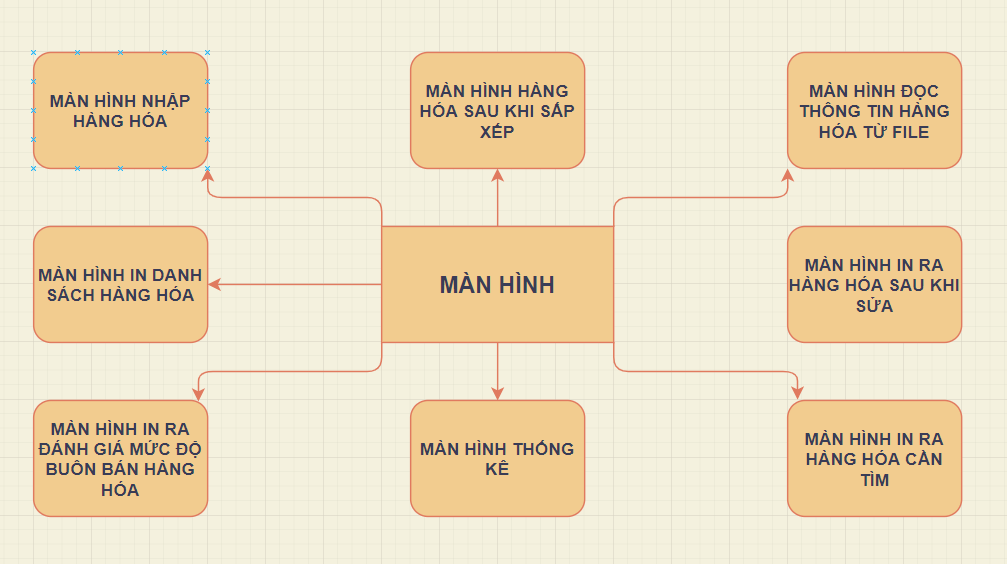 MÀN HÌNH NHẬP
HÀNG HÓA
MÀN HÌNH HÀNG
HÓA SAU KHI SẮP
XẾP
MÀN HÌNH ĐỌC
THÔNG TIN HÀNG
HÓA TỪ FILE
MÀN HÌNH IN DANH
SÁCH HÀNG HÓA
MÀN HÌNH
MÀN HÌNH IN RA
HÀNG HÓA SAU KHI
SỬA
MÀN HÌNH IN RA
ĐÁNH GIÁ MỨC ĐỘ
BUÔN BÁN HÀNG
HÓA
MÀN HÌNH THỐNG
KÊ
MÀN HÌNH IN RA
HÀNG HÓA CẦN
TÌM